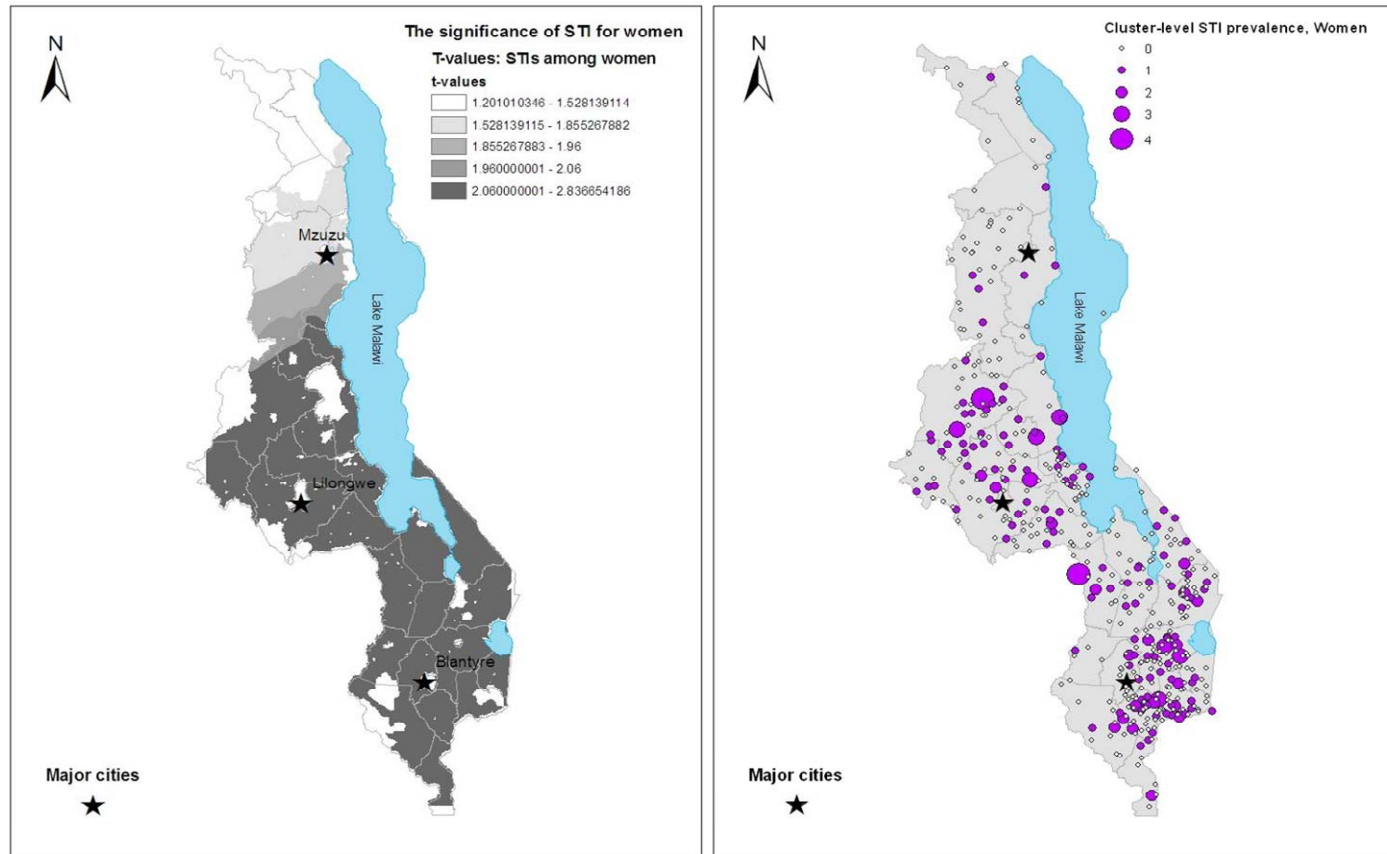 The significance of STI for women
N
T-values: STIs among women
t-values
1.201010346 - 1.528139114
1.528139115 - 1.855267882
1.855267883 - 1.96
1.960000001 - 2.06
2.060000001 - 2.836654186
Mzuzu
Lake Malawi
Lilongwe
Blantyre
Major cities
Cluster-level STI prevalence, Women
N
0
1
2
3
4
Lake Malawi
Major cities